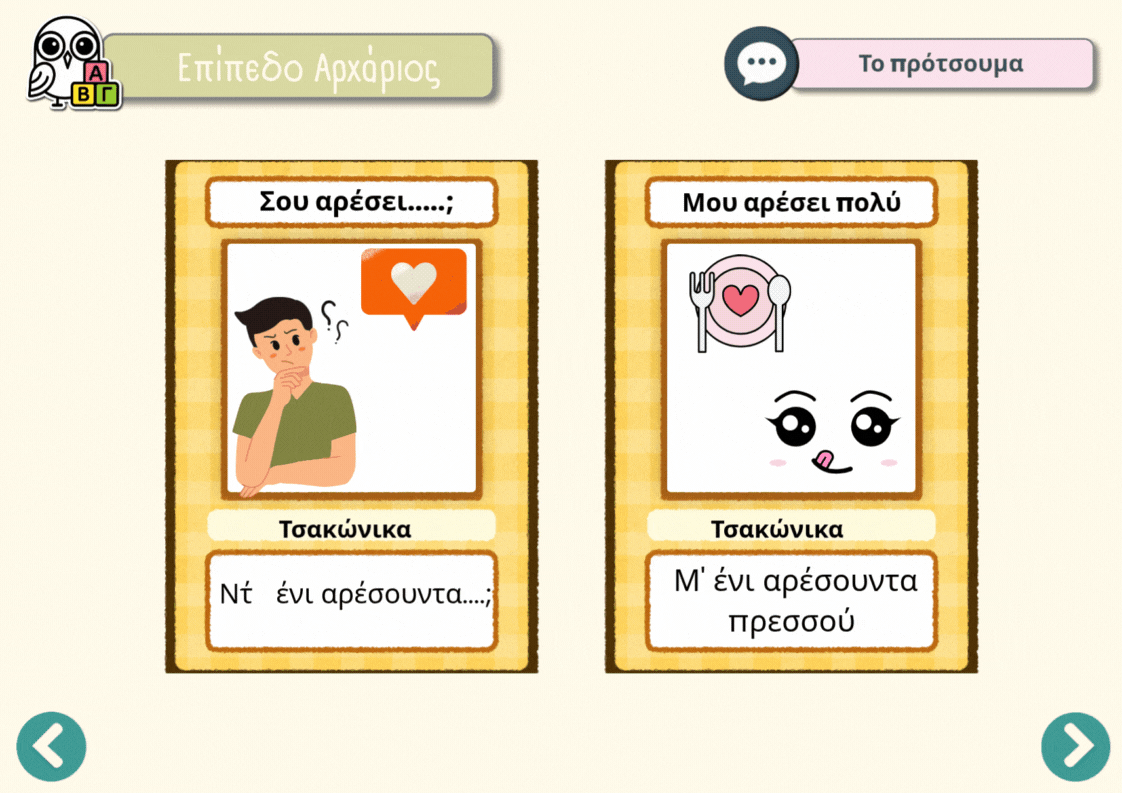 Α
Β Γ
Επίπεδο Αρχάριος
Το πρότσουμα
Σου αρέσει.....;
Τσακώνικα
Ντ́ ένι αρέσουντα....;
Μου αρέσει πολύ
Τσακώνικα
Μ' ένι αρέσουντα
πρεσσού